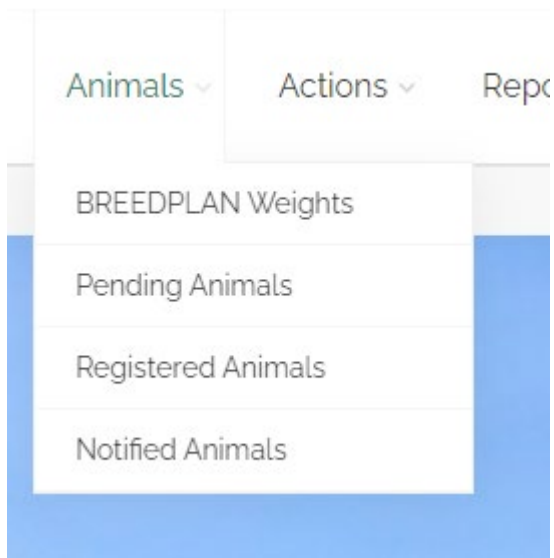 Animals Actions
BREEDPLAN Weights
Pending Animals
Registered Animals
Notified Animals